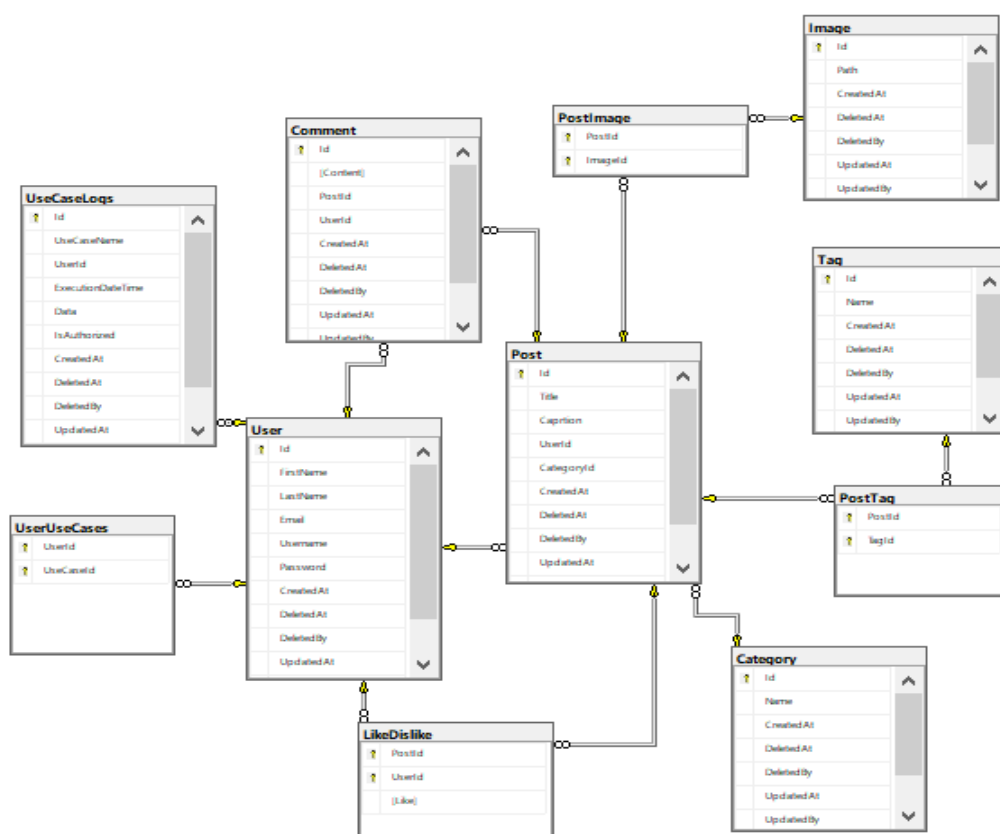 Image
Id
Path
CreatedAt
DeletedAt
DeletedBy
UpdatedAt
UpdatedBy
PostImage
PostId
ImageId
Comment
Id
[Content]
PostId
UserId
CreatedAt
DeletedAt
DeletedBy
UpdatedAt
UpdatedBy
UseCaseLogs
Id
UseCaseName
UserId
ExecutionDateTime
Data
IsAuthorized
CreatedAt
DeletedAt
DeletedBy
UpdatedAt
Tag
Id
Name
CreatedAt
DeletedAt
DeletedBy
UpdatedAt
UpdatedBy
Post
Id
Title
Caprtion
UserId
CategoryId
CreatedAt
DeletedAt
DeletedBy
UpdatedAt
User
Id
FirstName
LastName
Email
Username
Password
CreatedAt
DeletedAt
DeletedBy
UpdatedAt
PostTag
PostId
TagId
UserUseCases
UserId
UseCaseId
Category
Id
Name
CreatedAt
DeletedAt
DeletedBy
UpdatedAt
UpdatedBy
LikeDislike
PostId
UserId
[Like]